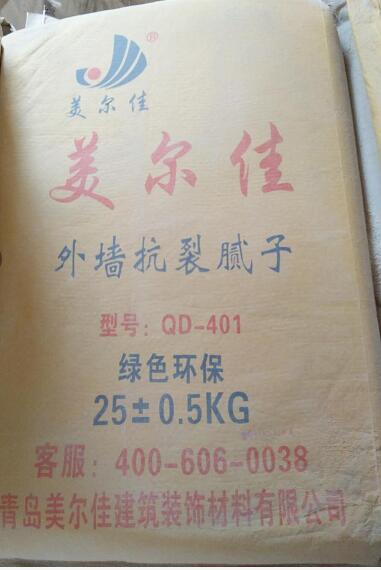 ®
美尔佳
美尔佳
外墙抗裂腻子
型号：QD-401
绿色环保
25±0.5KG
客服：400-606-0038
青岛美尔佳建筑装饰材料有限公司